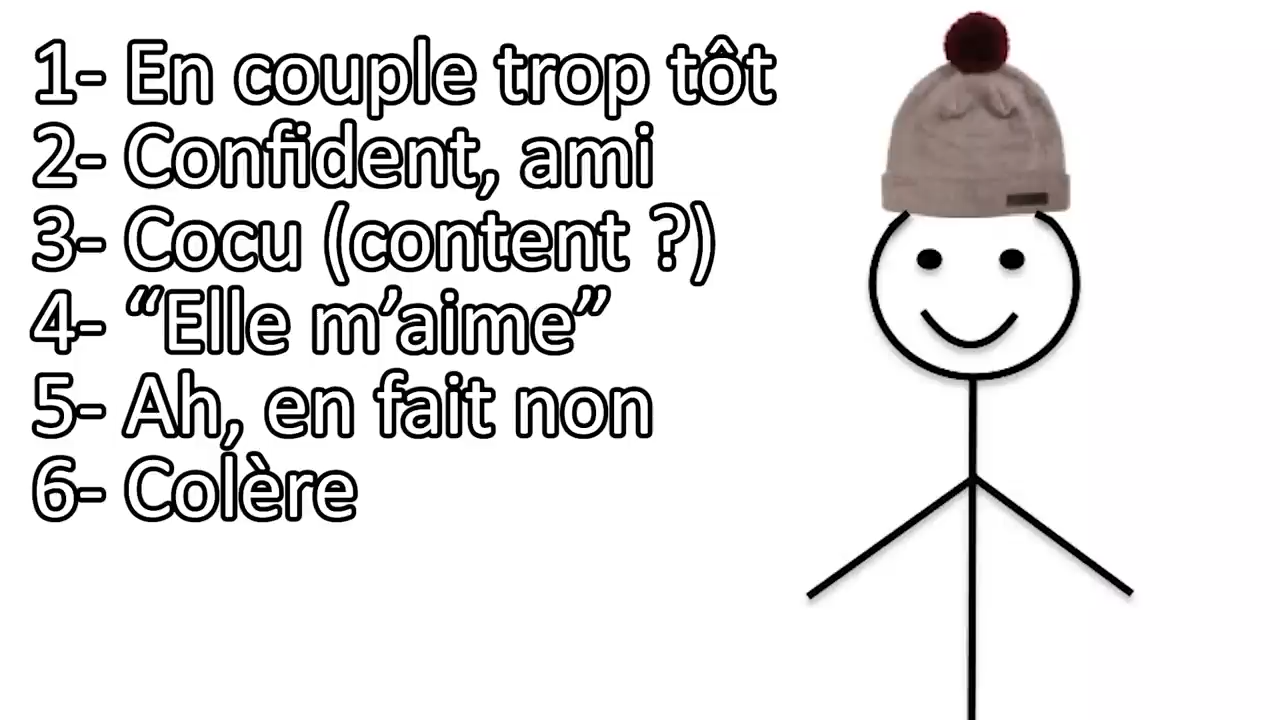 1- En couple trop tôt
2- Confident, ami
3- Cocu (content ?)
4- “Elle m’aime”
5- Ah, en fait non
6- Colère